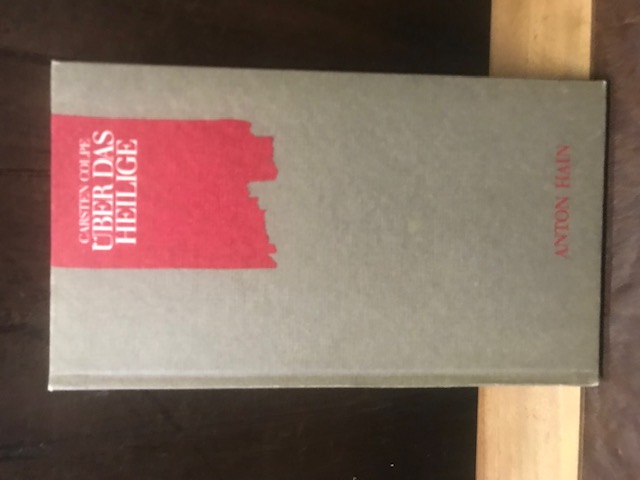 CARSTEN COLPE
ÜBER DAS
HEILIGE
ANTON HAIN